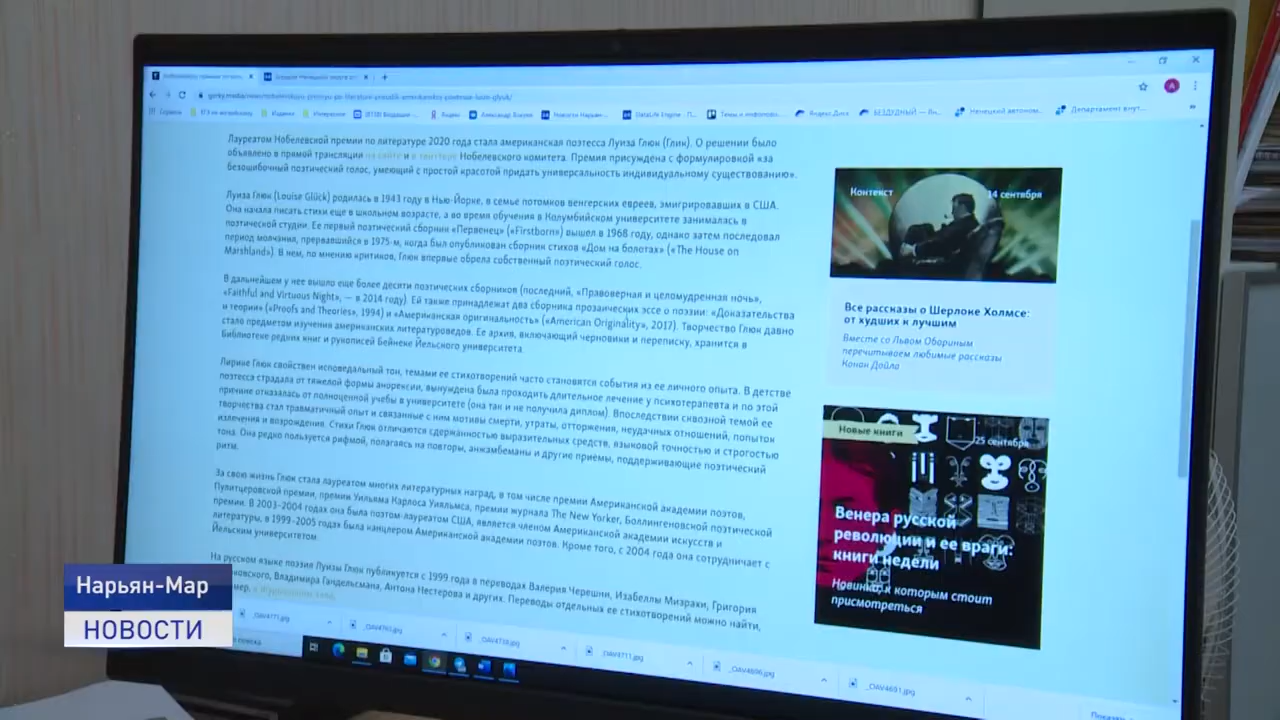 Лауреатом Нобелевской премии по литературе 2020 года стала американская поэтесса Луиза Глюк (Глик). О решении было
объявлено в прямой трансляции на сайте и в твиттере Нобелевского комитета. Премия присуждена с формулировкой «за
безошибочный поэтический голос, умеющий с простой красотой придать универсальность индивидуальному существованию».
Луиза Глюк (Louise Glück) родилась в 1943 году в Нью-Йорке, в семье потомков венгерских евреев, эмигрировавших в США.
Она начала писать стихи еще в школьном возрасте, а во время обучения в Колумбийском университете занималась в
поэтической студии. Ее первый поэтический сборник «Первенец» («Firstborn») вышел в 1968 году, однако затем последовал
период молчания, прервавшийся в 1975-м, когда был опубликован сборник стихов «Дом на болотах» («The House on
Marshland»). В нем, по мнению критиков, Глюк впервые обрела собственный поэтический голос.
В дальнейшем у нее вышло еще более десяти поэтических сборников (последний, «Правоверная и целомудренная ночь»,
«Faithful and Virtuous Night», — в 2014 году). Ей также принадлежат два сборника прозаических эссе о поэзии: «Доказательства
и теории» («Proofs and Theories», 1994) и «Американская оригинальность» («American Originality», 2017). Творчество Глюк давно
стало предметом изучения американских литературоведов. Ее архив, включающий черновики и переписку, хранится в
Библиотеке редких книг и рукописей Бейнеке Йельского университета.
Лирике Глюк свойствен исповедальный тон, темами ее стихотворений часто становятся события из ее личного опыта. В детстве
поэтесса страдала от тяжелой формы анорексии, вынуждена была проходить длительное лечение у психотерапевта и по этой
причине отказалась от полноценной учебы в университете (она так и не получила диплом). Впоследствии сквозной темой ее
творчества стал травматичный опыт и связанные с ним мотивы смерти, утраты, отторжения, неудачных отношений, попыток
излечения и возрождения. Стихи Глюк отличаются сдержанностью выразительных средств, языковой точностью и строгостью
тона. Она редко пользуется рифмой, полагаясь на повторы, анжамбеманы и другие приемы, поддерживающие поэтический
ритм.
За свою жизнь Глюк стала лауреатом многих литературных наград, в том числе премии Американской академии поэтов,
Пулитцеровской премии, премии Уильяма Карлоса Уильямса, премии журнала The New Yorker, Боллингеновской поэтической
премии. В 2003–2004 годах она была поэтом-лауреатом США, является членом Американской академии искусств и
литературы, в 1999–2005 годах была канцлером Американской академии поэтов. Кроме того, с 2004 года она сотрудничает с
Йельским университетом.
На русском языке поэзия Луизы Глюк публикуется с 1999 года в переводах Валерия Черешни, Изабеллы Мизрахи, Григория
Владимира Гандельсмана, Антона Нестерова и других. Переводы отдельных ее стихотворений можно найти,
Контекст
14 сентября
Все рассказы о Шерлоке Холмсе:
от худших к лучшим
Вместе со Львом Обориным
перечитываем любимые рассказы
Конан Дойла
Новые книги
25 сентября
Венера русской
революции и ее враги:
книги недели
Новинки, к которым стоит
присмотреться
Нарьян-Мар
НОВОСТИ